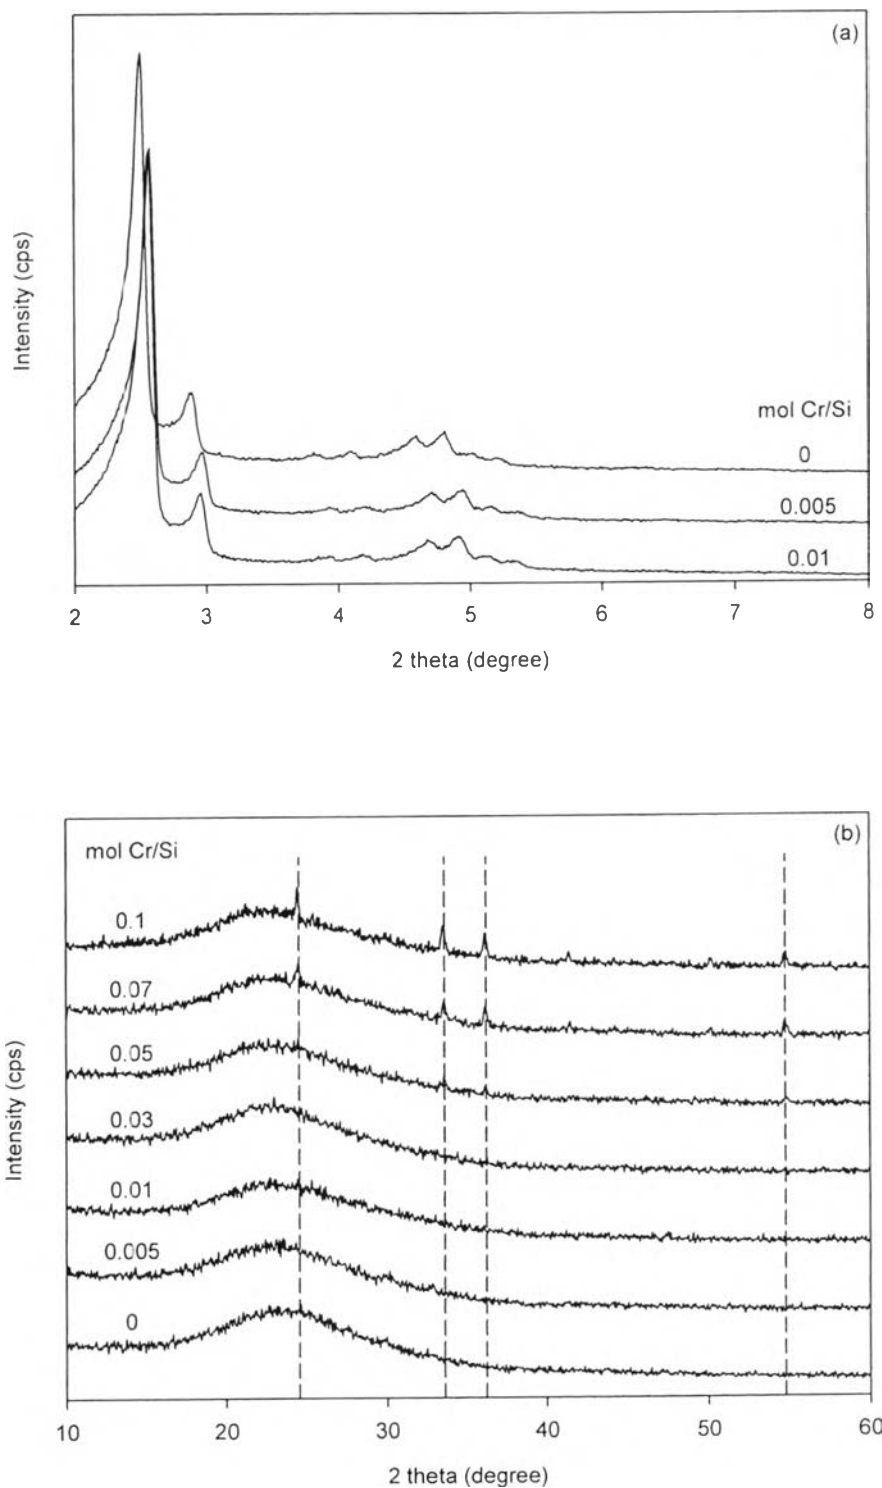 (a)
Intensity (cps)
mol Cr/Si
0
0.005
0.01
2 3 4 5 6 7 8
2 theta (degree)
(b)
mol Cr/Si
0.1
0.07
0.05
0.03
0.01
0.005
0
Intensity (cps)
10 20 30 40 50 60
2 theta (degree)